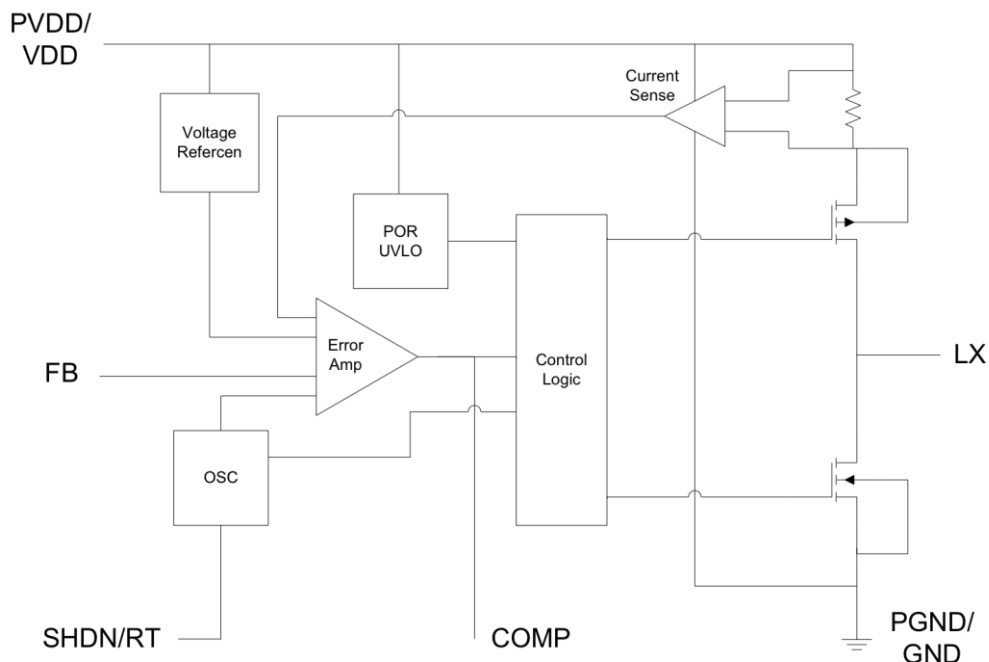 PVDD/
VDD
Current
Sense
Voltage
Refercen
POR
UVLO
Error
Amp
Control
Logic
FB
LX
OSC
SHDN/RT
COMP
PGND/
GND